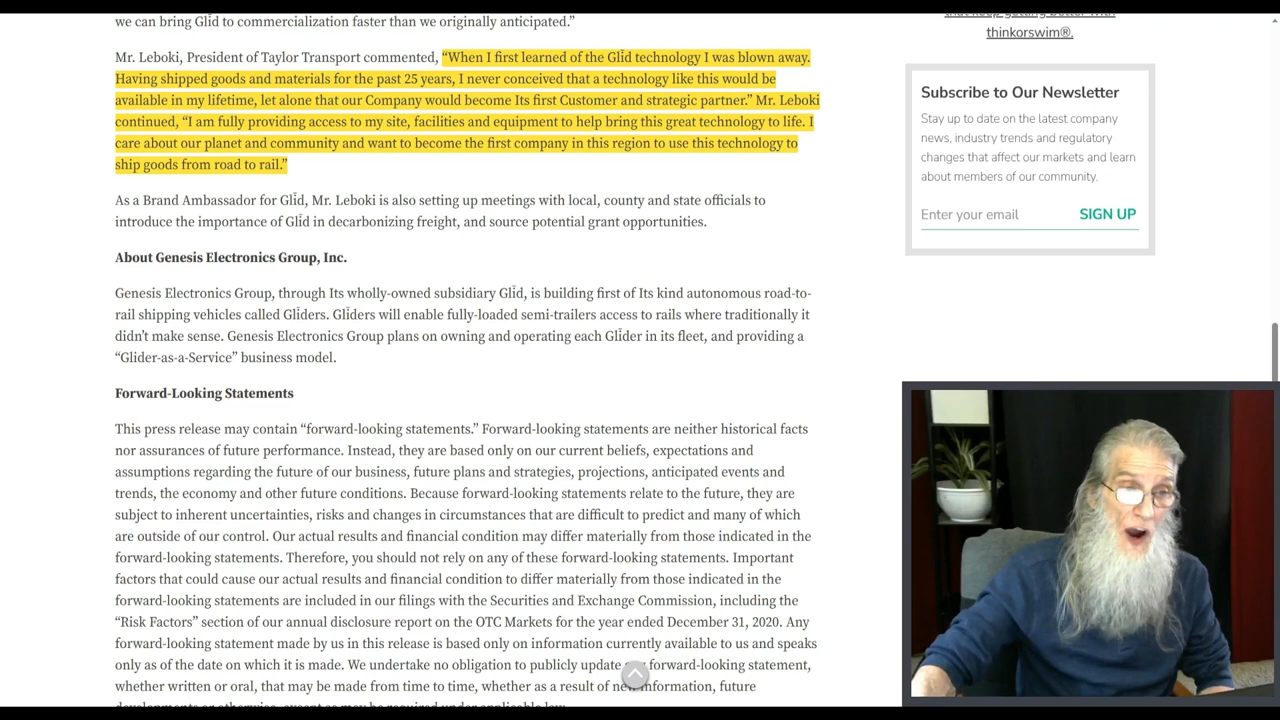 we can bring Glīd to commercialization faster than we originally anticipated.”
Mr. Leboki, President of Taylor Transport commented, “When I first learned of the Glīd technology I was blown away.
Having shipped goods and materials for the past 25 years, I never conceived that a technology like this would be
available in my lifetime, let alone that our Company would become Its first Customer and strategic partner.” Mr. Leboki
continued, “I am fully providing access to my site, facilities and equipment to help bring this great technology to life. I
care about our planet and community and want to become the first company in this region to use this technology to
ship goods from road to rail.”
As a Brand Ambassador for Glīd, Mr. Leboki is also setting up meetings with local, county and state officials to
introduce the importance of Glīd in decarbonizing freight, and source potential grant opportunities.
About Genesis Electronics Group, Inc.
Genesis Electronics Group, through Its wholly-owned subsidiary Glīd, is building first of Its kind autonomous road-to-
rail shipping vehicles called Glīders. Glīders will enable fully-loaded semi-trailers access to rails where traditionally it
didn’t make sense. Genesis Electronics Group plans on owning and operating each Glīder in its fleet, and providing a
“Glider-as-a-Service” business model.
Forward-Looking Statements
This press release may contain “forward-looking statements.” Forward-looking statements are neither historical facts
nor assurances of future performance. Instead, they are based only on our current beliefs, expectations and
assumptions regarding the future of our business, future plans and strategies, projections, anticipated events and
trends, the economy and other future conditions. Because forward-looking statements relate to the future, they are
subject to inherent uncertainties, risks and changes in circumstances that are difficult to predict and many of which
are outside of our control. Our actual results and financial condition may differ materially from those indicated in the
forward-looking statements. Therefore, you should not rely on any of these forward-looking statements. Important
factors that could cause our actual results and financial condition to differ materially from those indicated in the
forward-looking statements are included in our filings with the Securities and Exchange Commission, including the
“Risk Factors” section of our annual disclosure report on the OTC Markets for the year ended December 31, 2020. Any
forward-looking statement made by us in this release is based only on information currently available to us and speaks
only as of the date on which it is made. We undertake no obligation to publicly update forward-looking statement,
whether written or oral, that may be made from time to time, whether as a result of new information, future
developments or otherwise, except as may be required under applicable law.
that keep getting better with
thinkorswim®.
Subscribe to Our Newsletter
Stay up to date on the latest company
news, industry trends and regulatory
changes that affect our markets and learn
about members of our community.
Enter your email SIGN UP